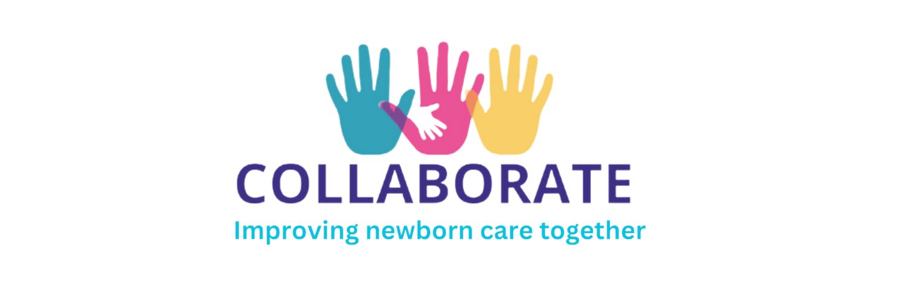 COLLABORATE
Improving newborn care together